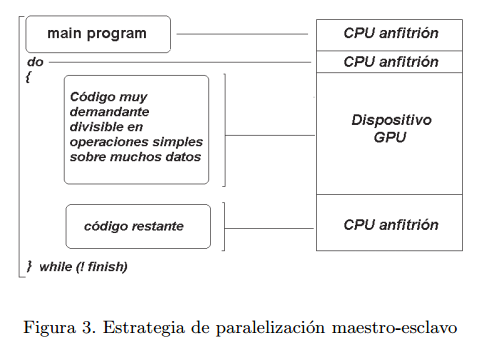 main program
CPU anfitrión
do
CPU anfitrión
{
Código muy
demandante
divisible en
operaciones simples
sobre muchos datos
Dispositivo
GPU
código restante
CPU anfitrión
} while (! finish)
Figura 3. Estrategia de paralelización maestro-esclavo